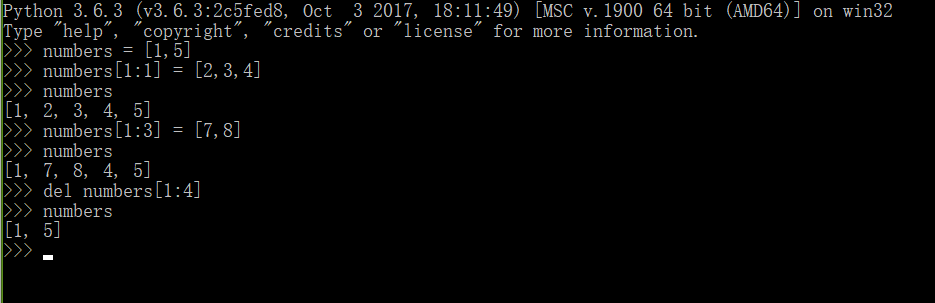 Python 3.6.3 (v3.6.3:2c5fed8, Oct  3 2017, 18:11:49) [MSC v.1900 64 bit (AMD64)] on win32
Type "help", "copyright", "credits" or "license" for more information.
>>> numbers = [1,5]
>>> numbers[1:1] = [2,3,4]
>>> numbers
[1, 2, 3, 4, 5]
>>> numbers[1:3] = [7,8]
>>> numbers
[1, 7, 8, 4, 5]
>>> del numbers[1:4]
>>> numbers
[1, 5]
>>>